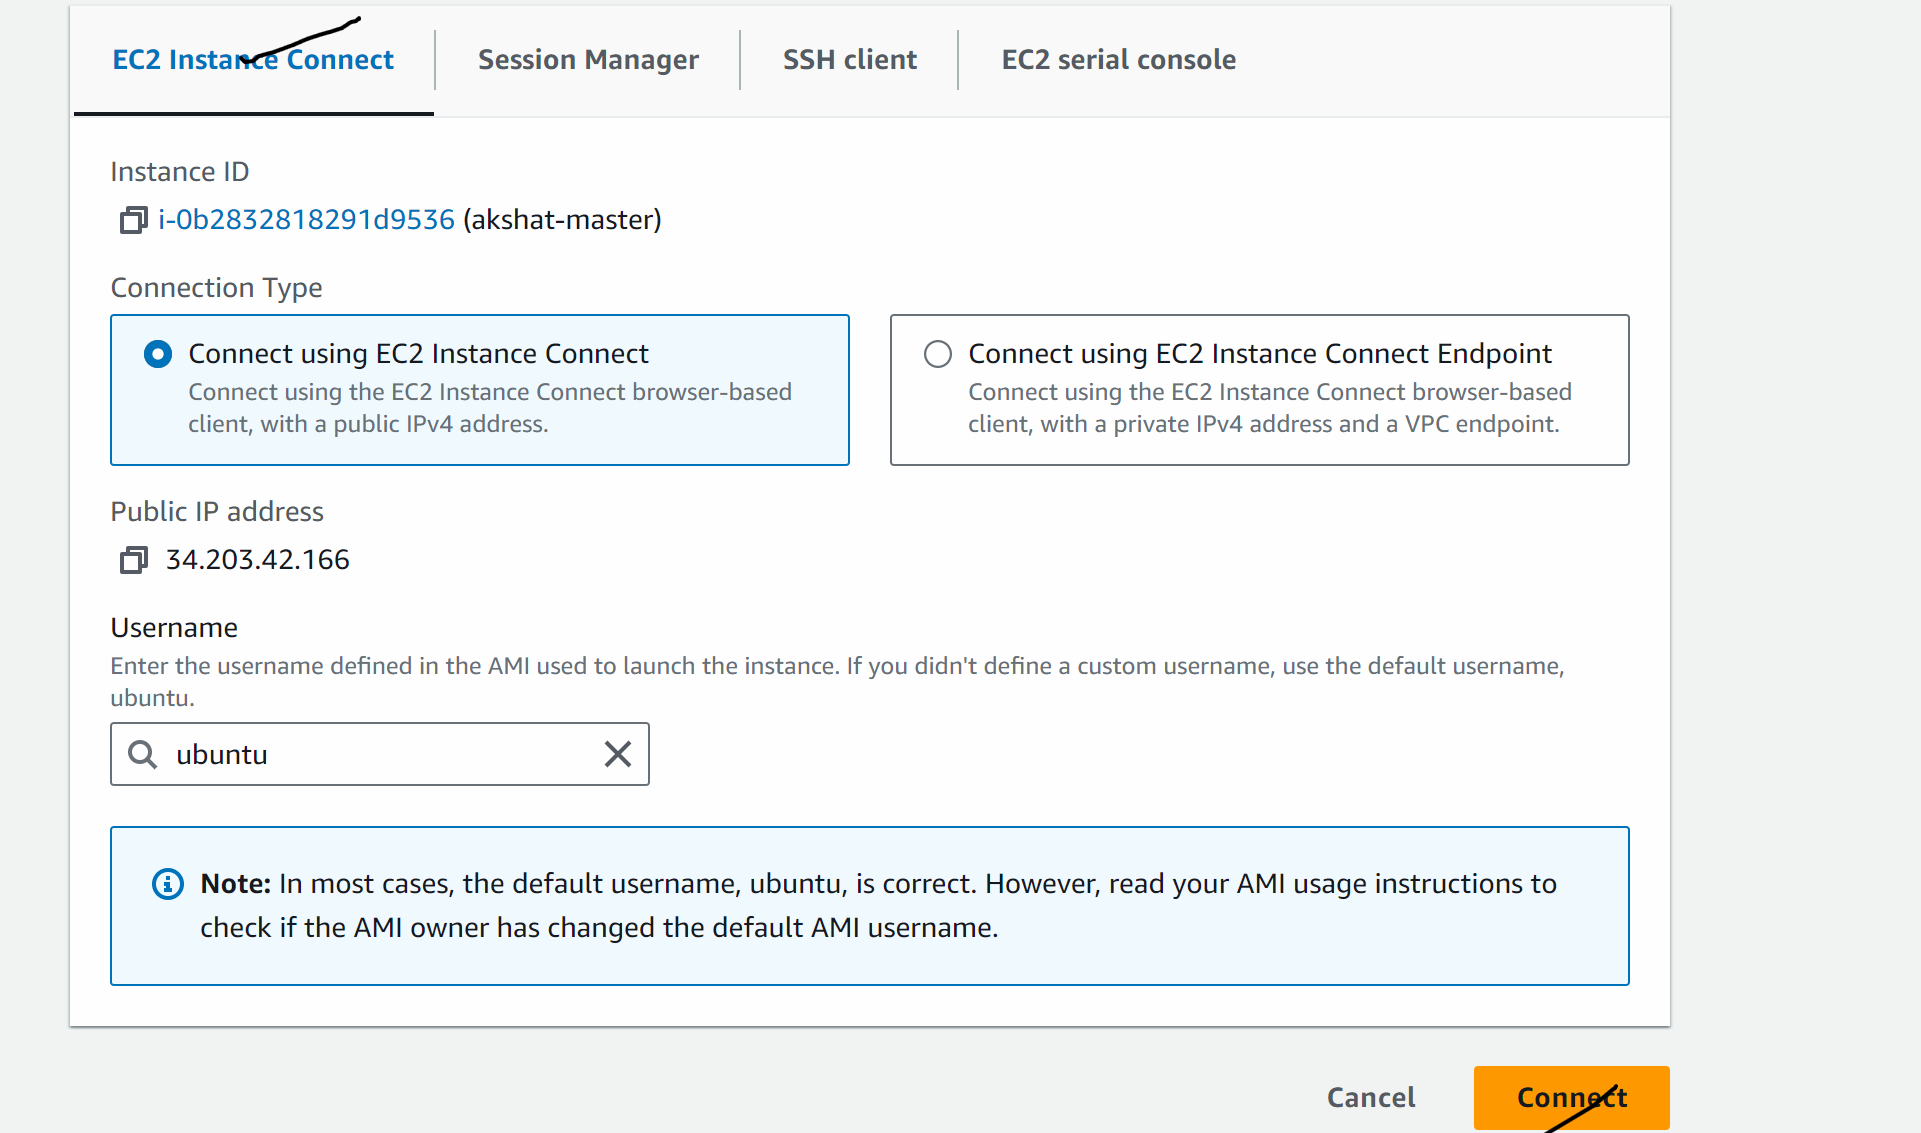 EC2 Instance Connect
Session Manager
SSH client
EC2 serial console
Instance ID
i-0b2832818291d9536 (akshat-master)
Connection Type
Connect using EC2 Instance Connect
Connect using the EC2 Instance Connect browser-based
client, with a public IPv4 address.
Connect using EC2 Instance Connect Endpoint
Connect using the EC2 Instance Connect browser-based
client, with a private IPv4 address and a VPC endpoint.
Public IP address
34.203.42.166
Username
Enter the username defined in the AMI used to launch the instance. If you didn't define a custom username, use the default username,
ubuntu.
ubuntu
Note: In most cases, the default username, ubuntu, is correct. However, read your AMI usage instructions to
check if the AMI owner has changed the default AMI username.
Cancel
Connect